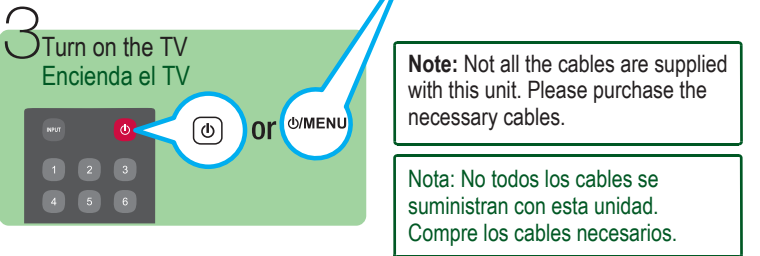 3
Turn on the TV
Encienda el TV
INPUT
1 2 3
4 5 6
or
⏻/MENU
Note: Not all the cables are supplied
with this unit. Please purchase the
necessary cables.
Nota: No todos los cables se
suministran con esta unidad.
Compre los cables necesarios.